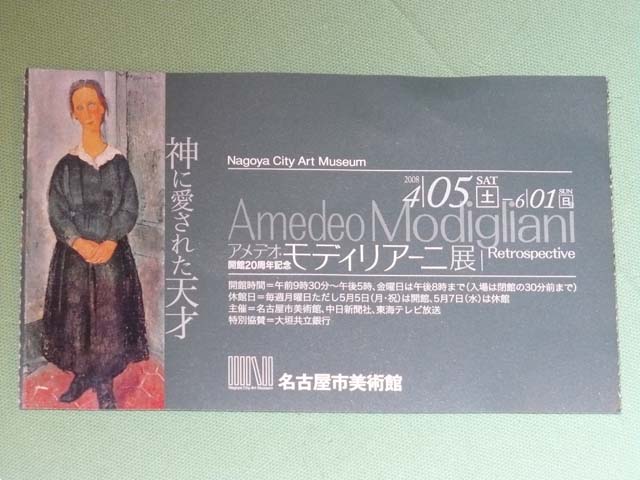 神に愛された天才
Nagoya City Art Museum
2008 4|05 SAT 土 — 6|01 SUN 日
Amedeo Modigliani
アメデオ・モディリアーニ展 | Retrospective
開館20周年記念
開館時間=午前9時30分〜午後5時、金曜日は午後8時まで(入場は閉館の30分前まで)
休館日=毎週月曜日ただし5月5日(月・祝)は開館、5月7日(水)は休館
主催=名古屋市美術館、中日新聞社、東海テレビ放送
特別協賛=大垣共立銀行
Nagoya City Art Museum
名古屋市美術館